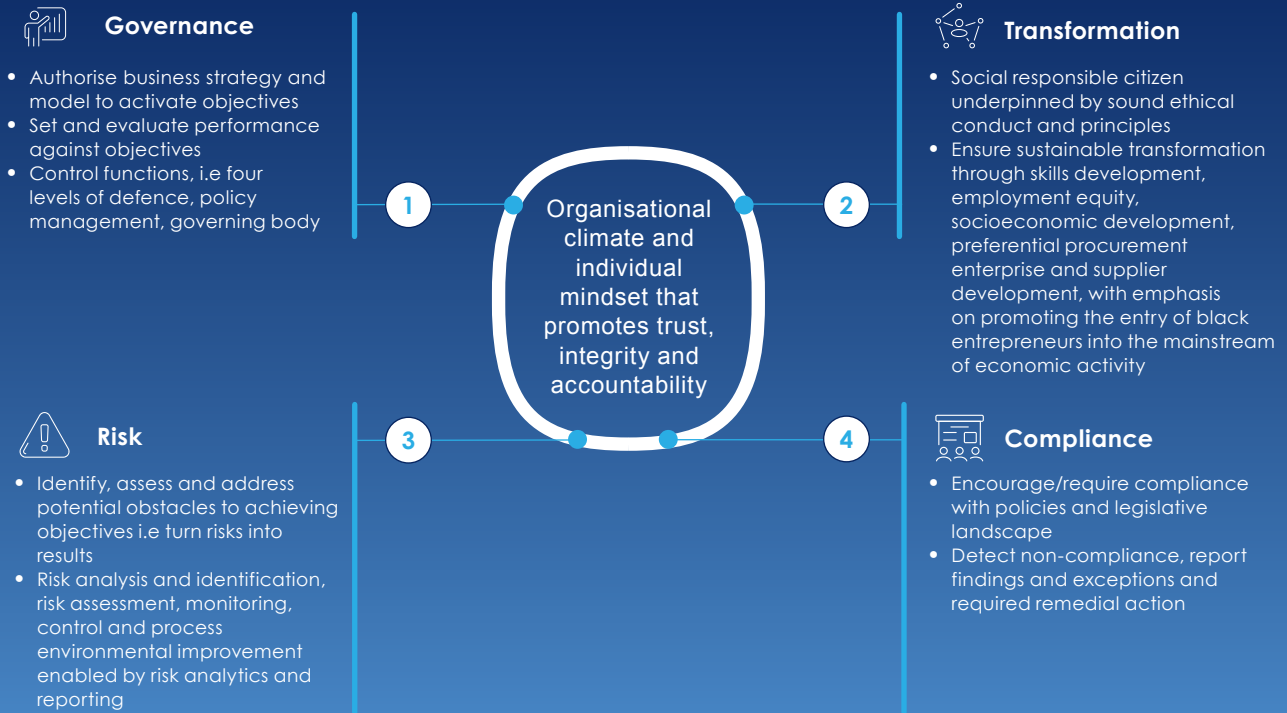 Governance
• Authorise business strategy and
model to activate objectives
• Set and evaluate performance
against objectives
• Control functions, i.e four
levels of defence, policy
management, governing body
1
Organisational
climate and
individual
mindset that
promotes trust,
integrity and
accountability
2
Transformation
• Social responsible citizen
underpinned by sound ethical
conduct and principles
• Ensure sustainable transformation
through skills development,
employment equity,
socioeconomic development,
preferential procurement
enterprise and supplier
development, with emphasis
on promoting the entry of black
entrepreneurs into the mainstream
of economic activity
Risk
• Identify, assess and address
potential obstacles to achieving
objectives i.e turn risks into
results
• Risk analysis and identification,
risk assessment, monitoring,
control and process
environmental improvement
enabled by risk analytics and
reporting
3
4
Compliance
• Encourage/require compliance
with policies and legislative
landscape
• Detect non-compliance, report
findings and exceptions and
required remedial action